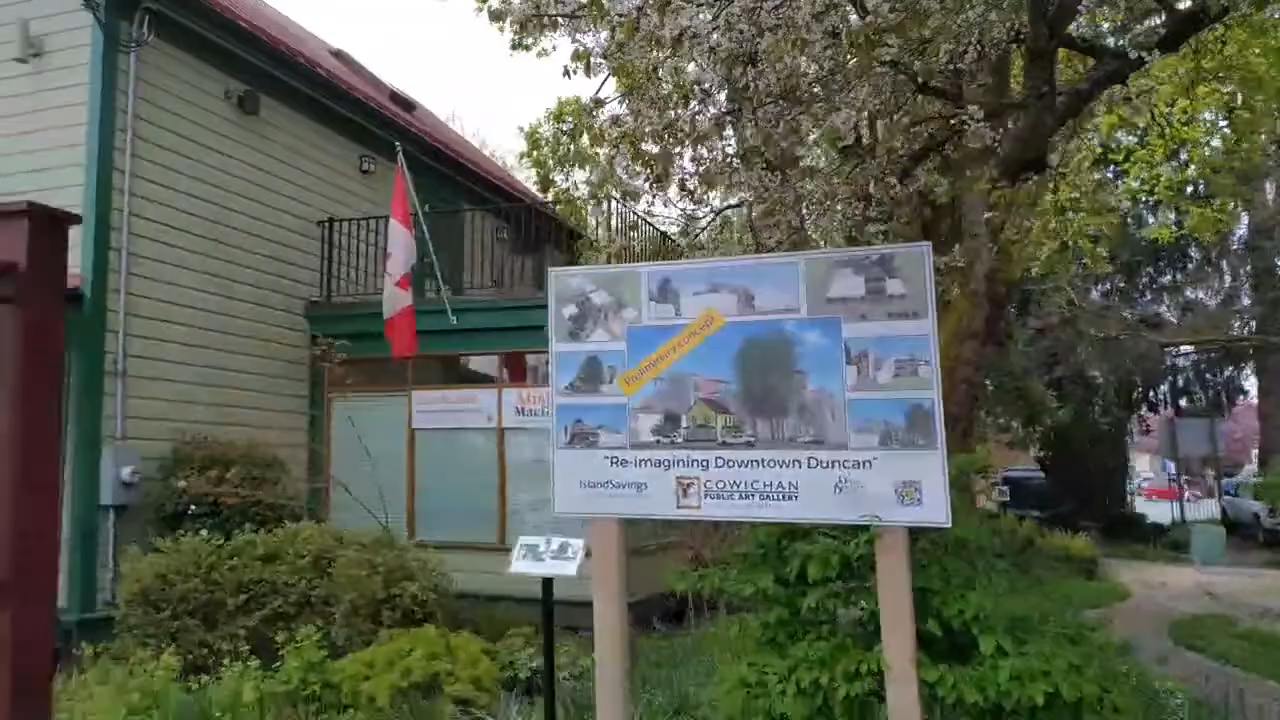 Preliminary concept
"Re-Imagining Downtown Duncan"
IslandSavings
COWICHAN
PUBLIC ART GALLERY